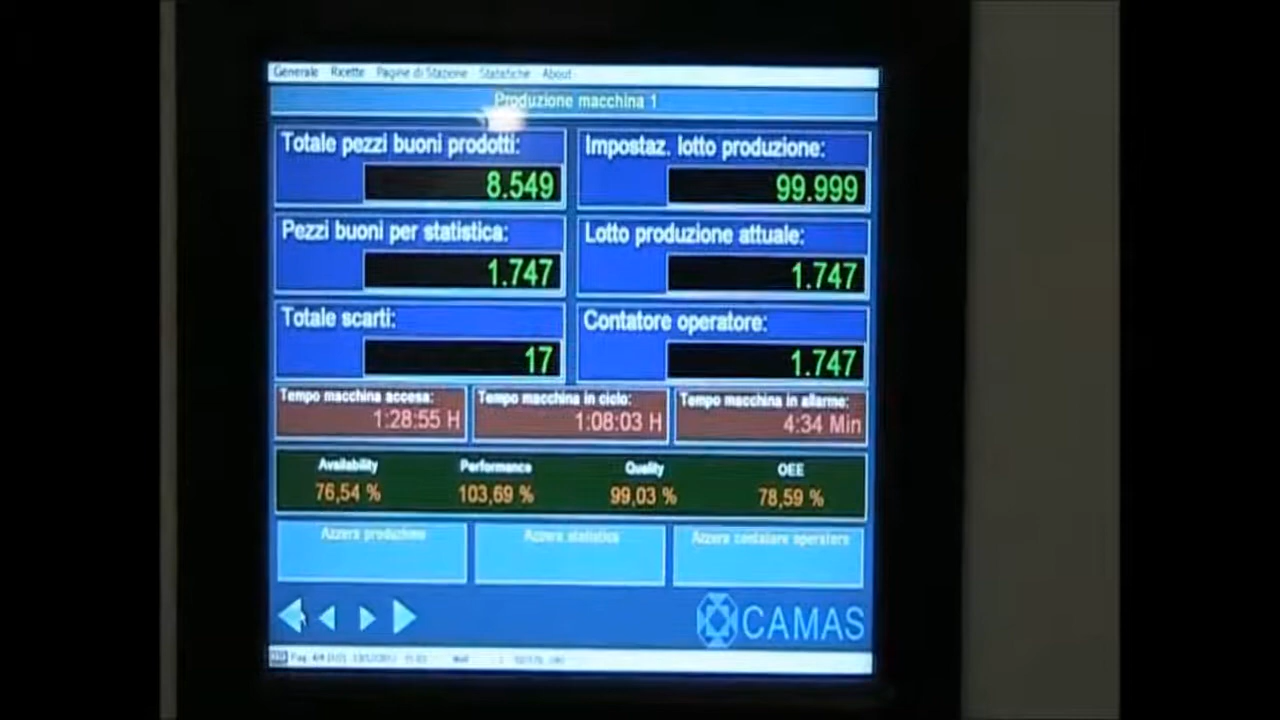 Generale Ricette Pagine di Stazione Statistiche About
Produzione macchina 1
Totale pezzi buoni prodotti:
8.549
Impostaz. lotto produzione:
99.999
Pezzi buoni per statistica:
1.747
Lotto produzione attuale:
1.747
Totale scarti:
17
Contatore operatore:
1.747
Tempo macchina accesa:
1:28:55 H
Tempo macchina in ciclo:
1:08:03 H
Tempo macchina in allarme:
4:34 Min
Availability Performance Quality OEE
76,54 % 103,69 % 99,03 % 78,59 %
Azzera produzione Azzera statistica Azzera contatore operatore
CAMAS
Pag.